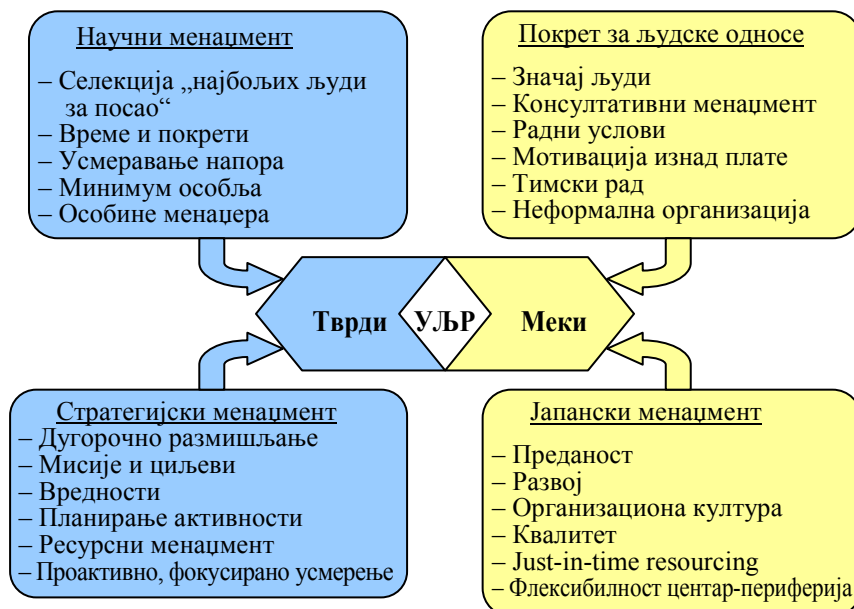 Научни менаџмент
– Селекција „најбољих људи
за посао“
– Време и покрети
– Усмеравање напора
– Минимум особља
– Особине менаџера
Покрет за људске односе
– Значај људи
– Консултативни менаџмент
– Радни услови
– Мотивација изнад плате
– Тимски рад
– Неформална организација
Тврди УЉР Меки
Стратегијски менаџмент
– Дугорочно размишљање
– Мисије и циљеви
– Вредности
– Планирање активности
– Ресурсни менаџмент
– Проактивно, фокусирано усмерење
Јапански менаџмент
– Преданост
– Развој
– Организациона култура
– Квалитет
– Just-in-time resourcing
– Флексибилност центар-периферија